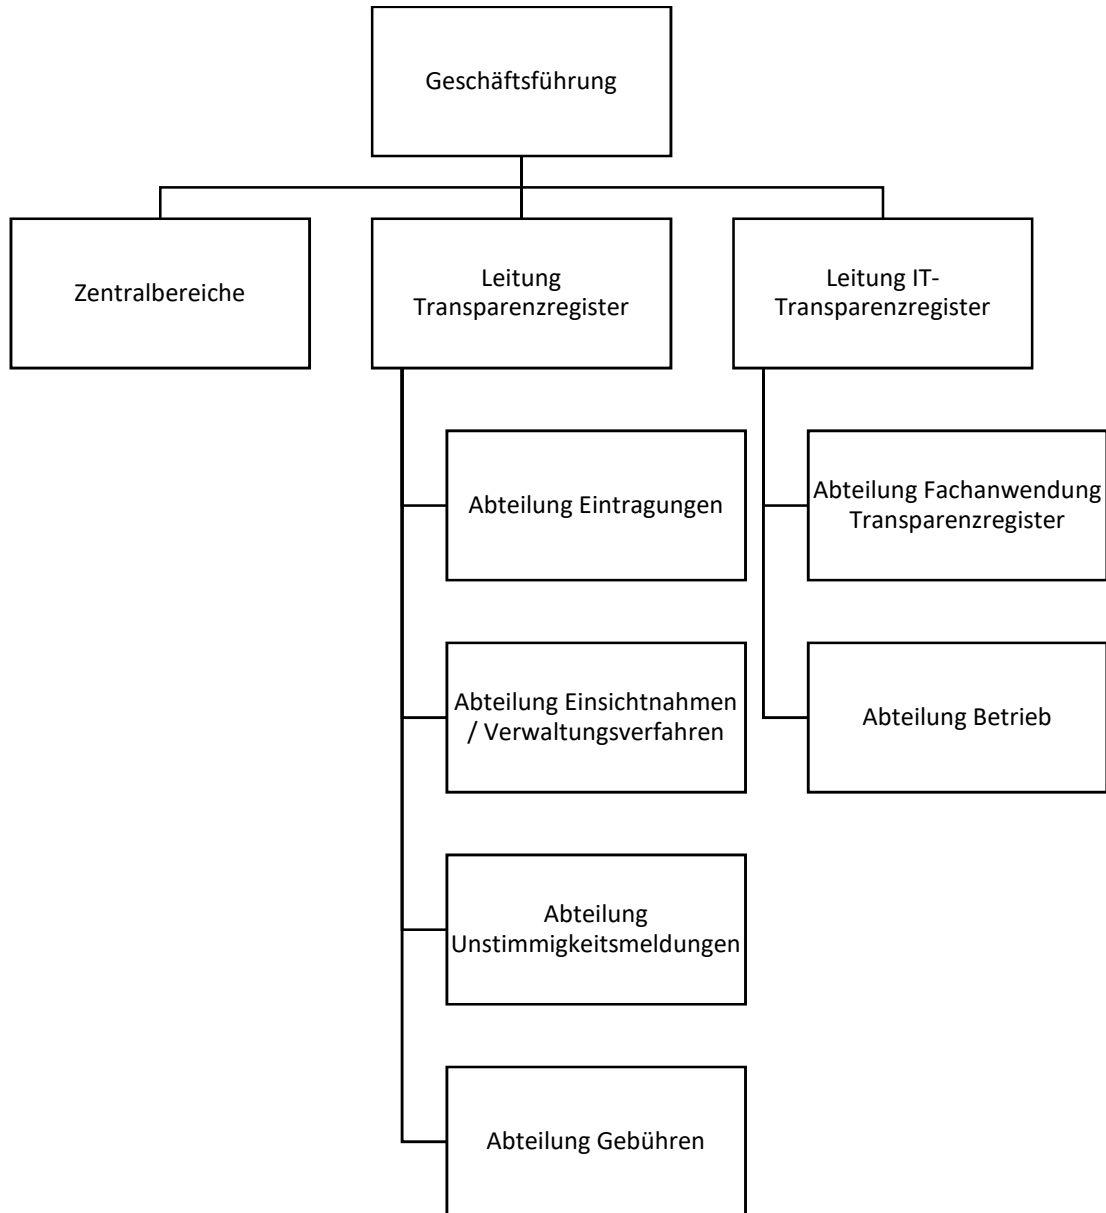 Geschäftsführung
Zentralbereiche
Leitung
Transparenzregister
Leitung IT-
Transparenzregister
Abteilung Eintragungen
Abteilung Einsichtnahmen
/ Verwaltungsverfahren
Abteilung
Unstimmigkeitsmeldungen
Abteilung Gebühren
Abteilung Fachanwendung
Transparenzregister
Abteilung Betrieb